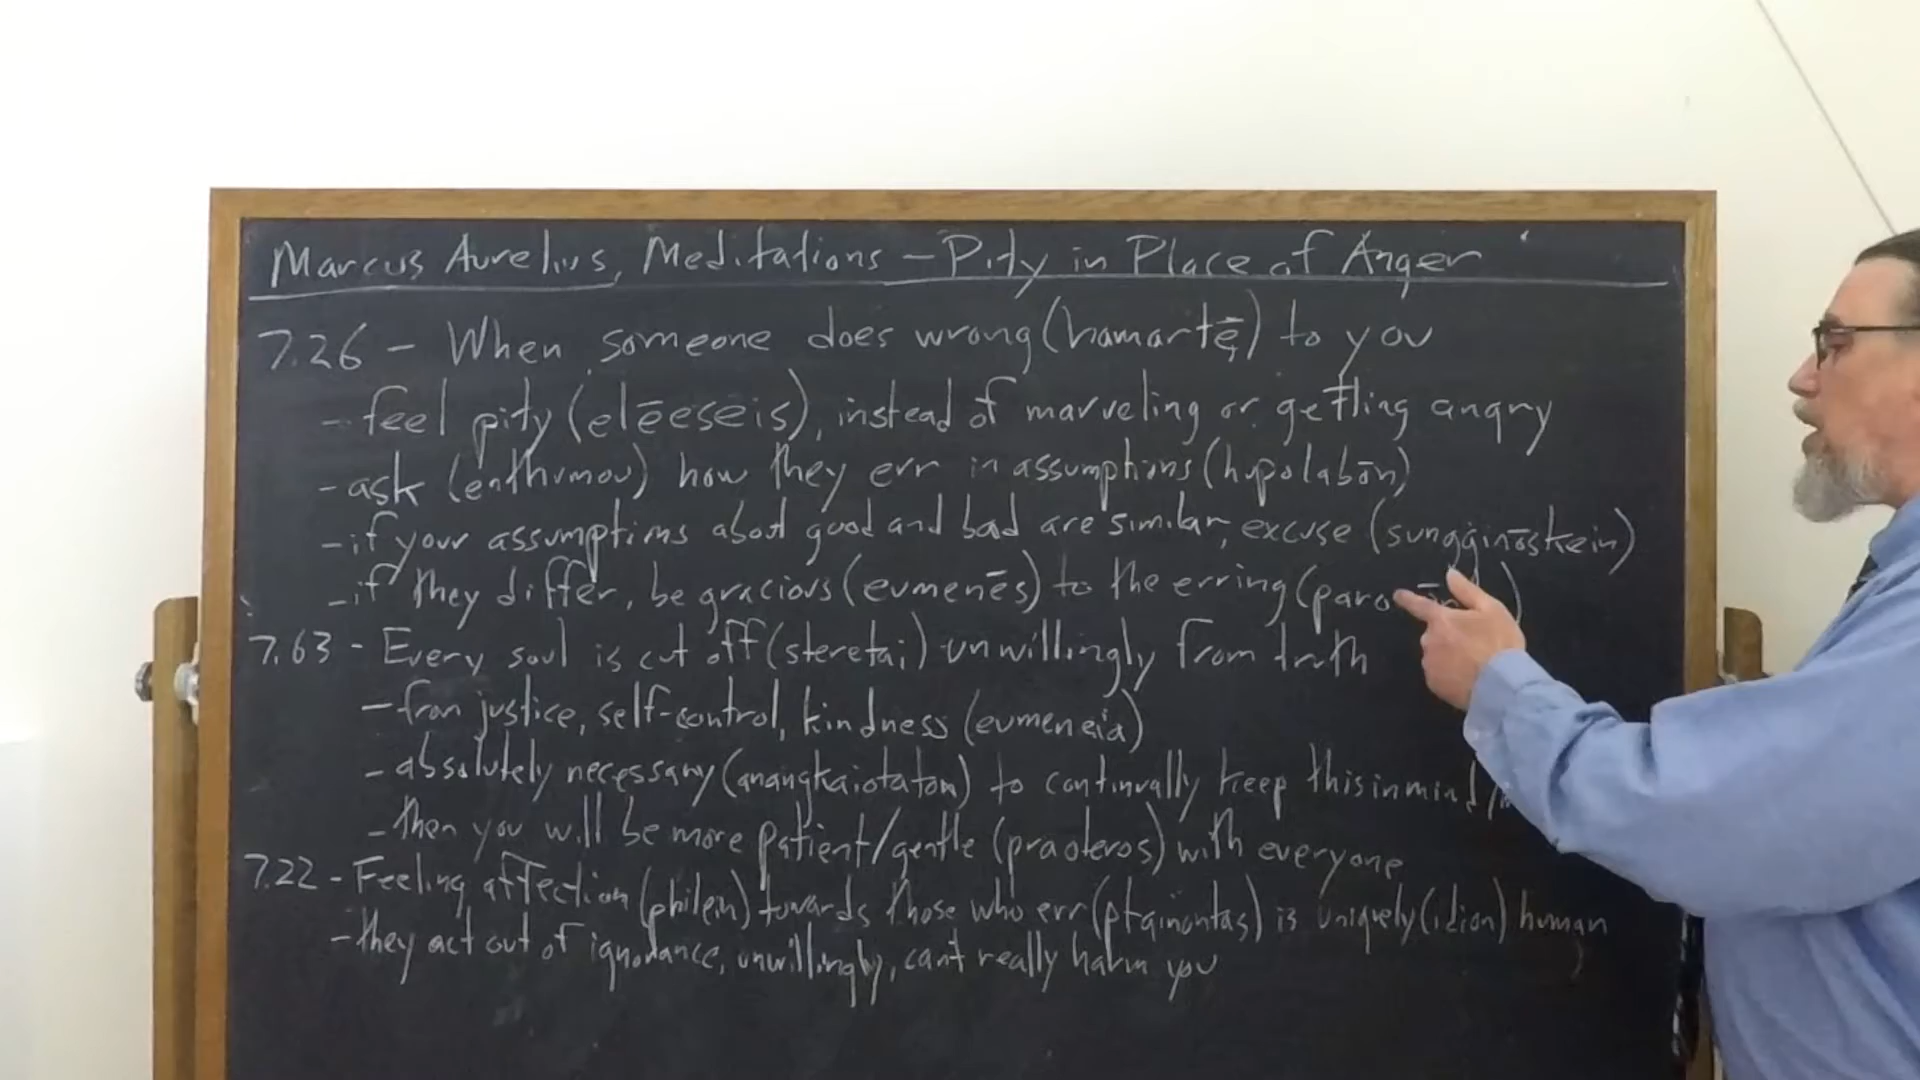 Marcus Aurelius, Meditations - Pity in Place of Anger
7.26 - When someone does wrong (hamartȩ̄) to you
- feel pity (elēeseis), instead of marveling or getting angry
- ask (enthumou) how they err in assumptions (hupolabōn)
- if your assumptions about good and bad are similar, excuse (sungginōskein)
- if they differ, be gracious (eumenēs) to the erring
7.63 - Every soul is cut off (steretai) unwillingly from truth
- from justice, self-control, kindness (eumeneia)
- absolutely necessary (anangkaiotaton) to continually keep this in mind
- then you will be more patient/gentle (praoteros) with everyone
7.22 - Feeling affection (philein) towards those who err (ptainontas) is uniquely (idion) human
- they act out of ignorance, unwillingly, can't really harm you